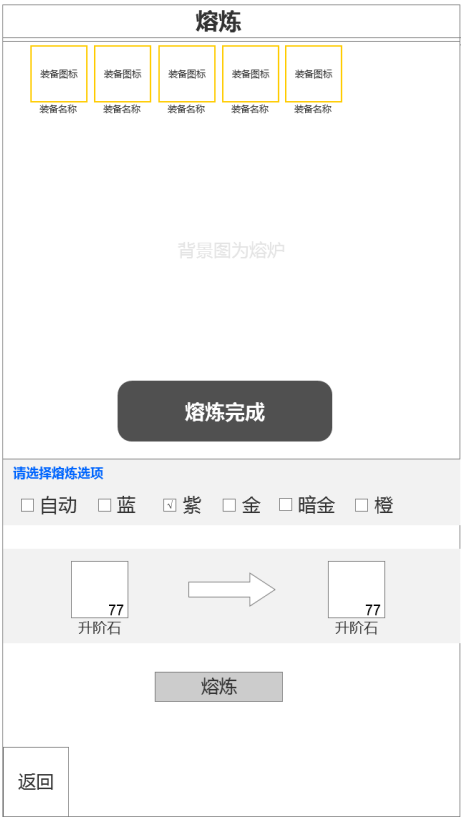 熔炼
装备图标 装备图标 装备图标 装备图标 装备图标
装备名称 装备名称 装备名称 装备名称 装备名称
背景图为熔炉
熔炼完成
请选择熔炼选项
自动 蓝 √ 紫 金 暗金 橙
77 77
升阶石 升阶石
熔炼
返回